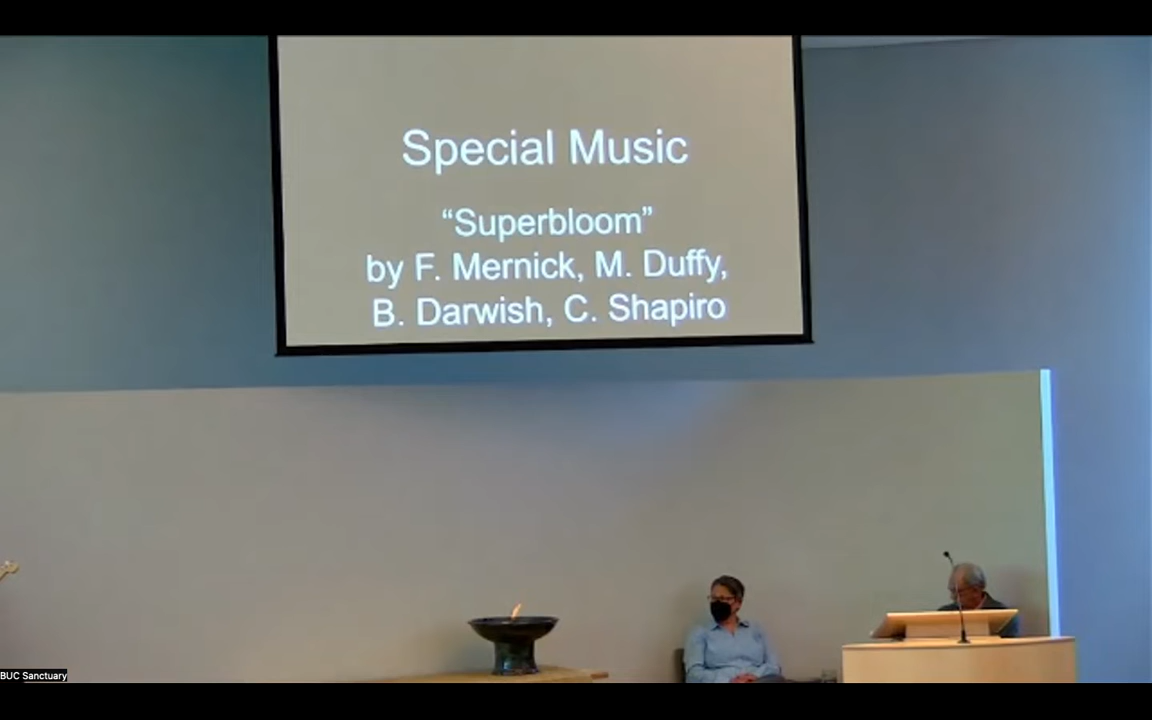 Special Music
“Superbloom”
by F. Mernick, M. Duffy,
B. Darwish, C. Shapiro
BUC Sanctuary